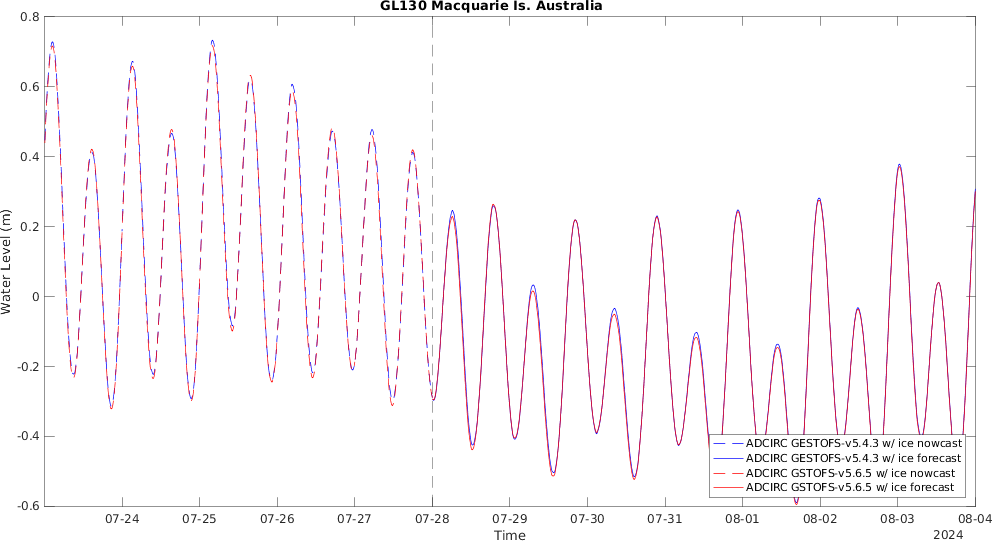 GL130 Macquarie Is. Australia
0.8
0.6
0.4
0.2
0
-0.2
-0.4
-0.6
Water Level (m)
ADCIRC GESTOFS-v5.4.3 w/ ice nowcast
ADCIRC GESTOFS-v5.4.3 w/ ice forecast
ADCIRC GSTOFS-v5.6.5 w/ ice nowcast
ADCIRC GSTOFS-v5.6.5 w/ ice forecast
07-24 07-25 07-26 07-27 07-28 07-29 07-30 07-31 08-01 08-02 08-03 08-04
Time
2024